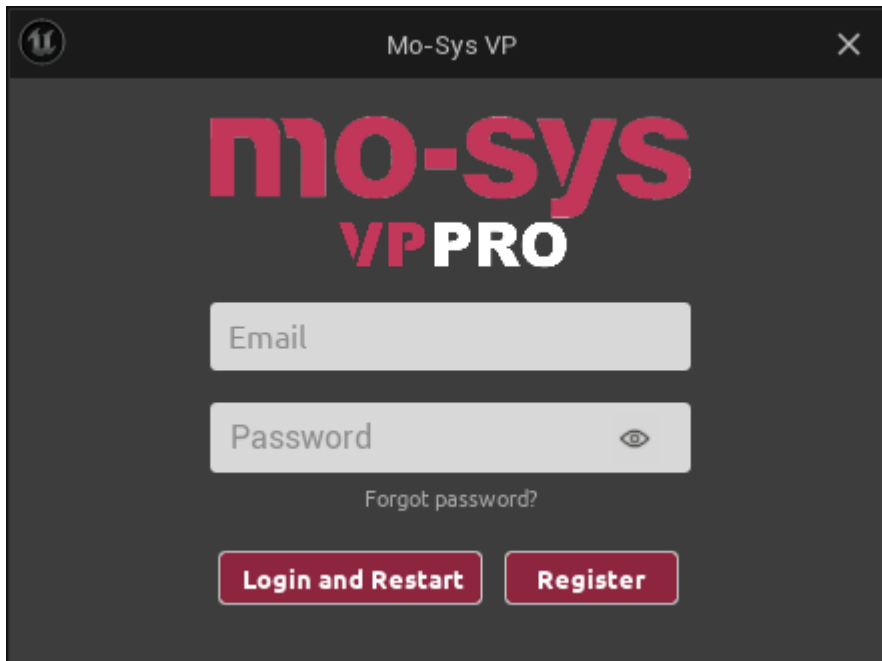 Mo-Sys VP
mo-sys
VPPRO
Email
Password
Forgot password?
Login and Restart
Register